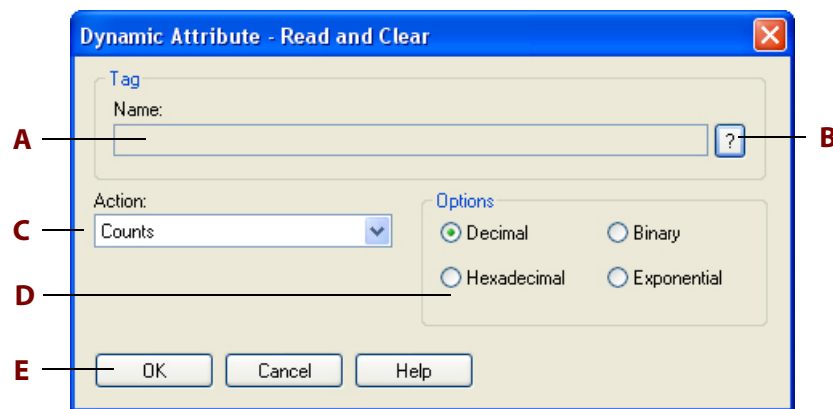 Dynamic Attribute - Read and Clear
Tag
Name:
A
?
B
Action:
Options
C
Counts
Decimal
Binary
Hexadecimal
Exponential
D
E
OK
Cancel
Help